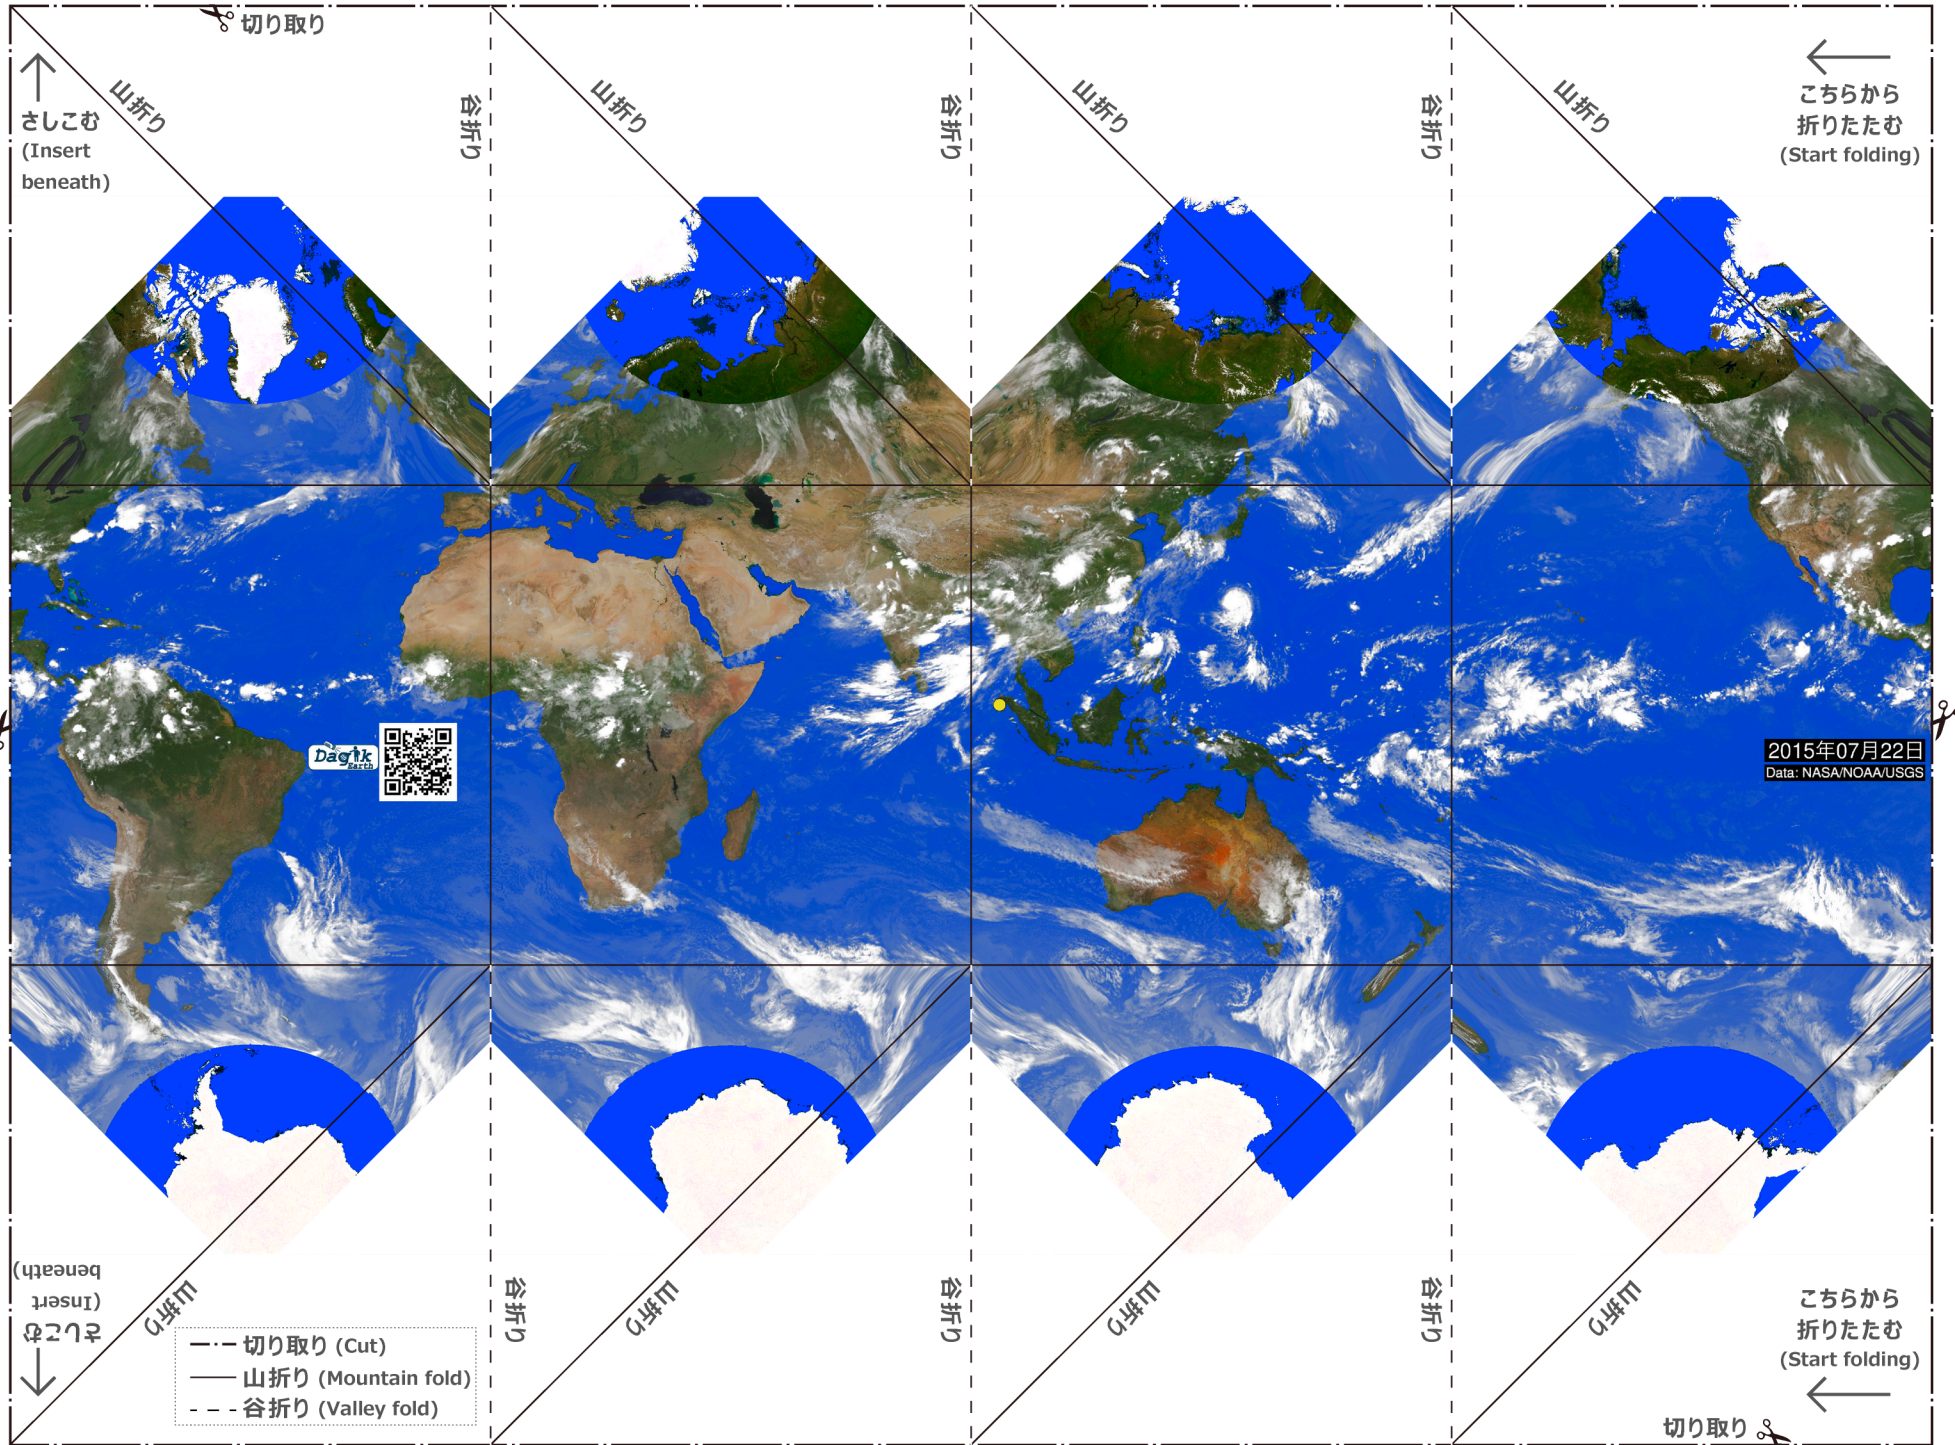 切り取り
さしこむ
(Insert
beneath)
山折り
谷折り
山折り
谷折り
山折り
谷折り
山折り
こちらから
折りたたむ
(Start folding)
Dagik
Earth
2015年07月22日
Data: NASA/NOAA/USGS
さしこむ
(Insert
beneath)
山折り
谷折り
山折り
谷折り
山折り
谷折り
山折り
こちらから
折りたたむ
(Start folding)
切り取り (Cut)
山折り (Mountain fold)
谷折り (Valley fold)
切り取り